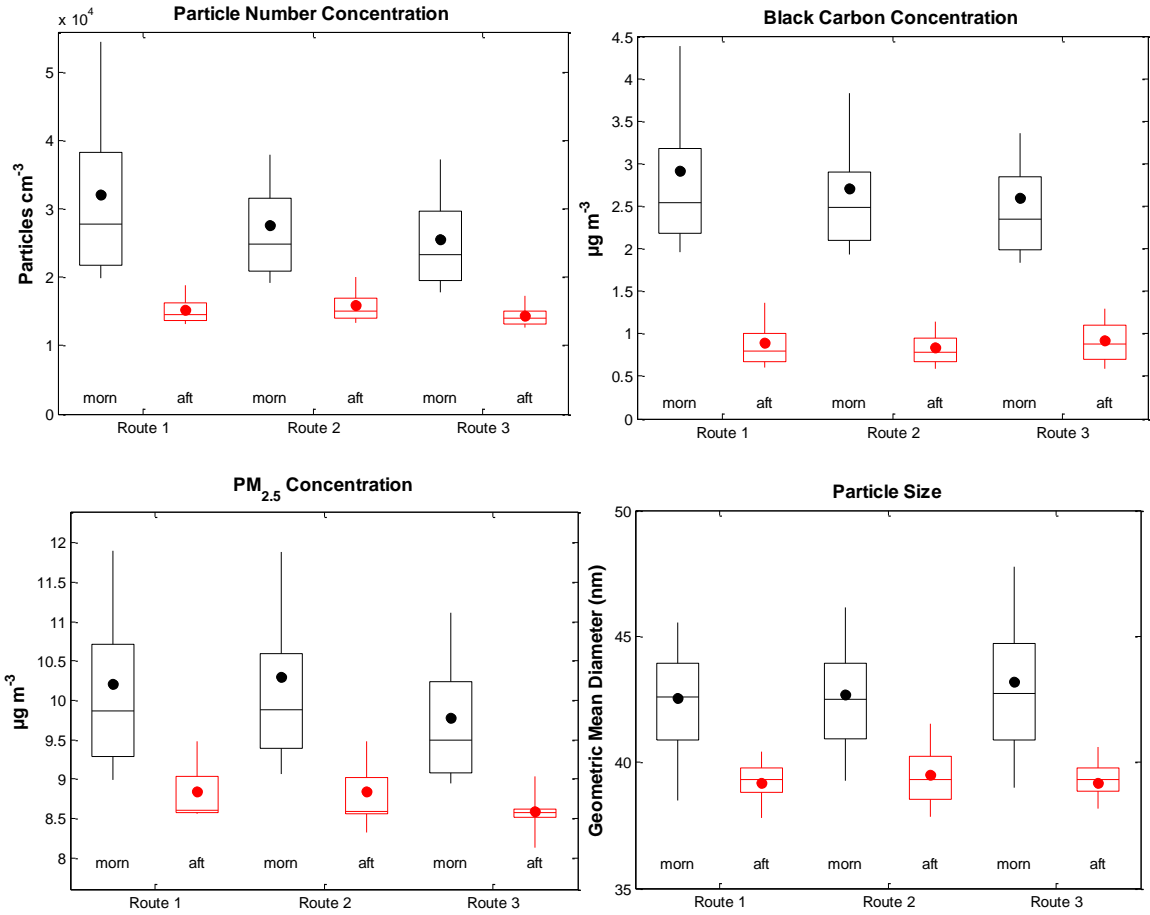 Particle Number Concentration
x 10⁴
5
4
3
2
1
0
Particles cm⁻³
morn aft morn aft morn aft
Route 1 Route 2 Route 3
Black Carbon Concentration
4.5
4
3.5
3
2.5
2
1.5
1
0.5
0
µg m⁻³
morn aft morn aft morn aft
Route 1 Route 2 Route 3
PM₂.₅ Concentration
12
11.5
11
10.5
10
9.5
9
8.5
8
µg m⁻³
morn aft morn aft morn aft
Route 1 Route 2 Route 3
Particle Size
50
45
40
35
Geometric Mean Diameter (nm)
morn aft morn aft morn aft
Route 1 Route 2 Route 3